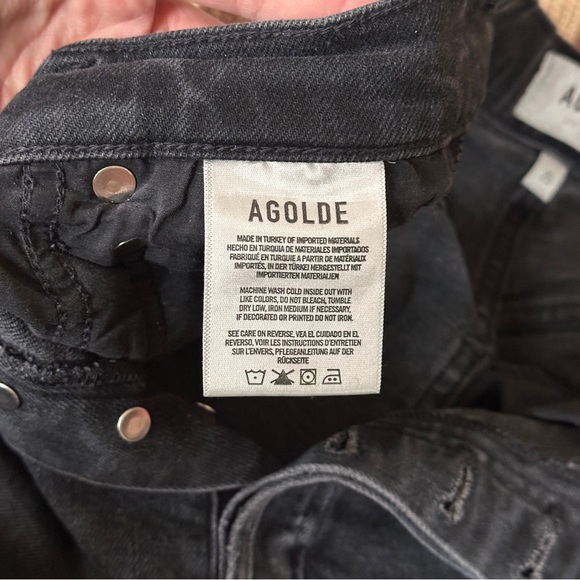 AGOLDE
MADE IN TURKEY OF IMPORTED MATERIALS
HECHO EN TURQUIA DE MATERIALES IMPORTADOS
FABRIQUÉ EN TURQUIE A PARTIR DE MATÉRIAUX
IMPORTÉS, IN DER TÜRKEI HERGESTELLT MIT
IMPORTIERTEN MATERIALIEN
MACHINE WASH COLD INSIDE OUT WITH
LIKE COLORS, DO NOT BLEACH, TUMBLE
DRY LOW, IRON MEDIUM IF NECESSARY,
IF DECORATED OR PRINTED DO NOT IRON.
SEE CARE ON REVERSE, VEA EL CUIDADO EN EL
REVERSO, VOIR LES INSTRUCTIONS D'ENTRETIEN
SUR L'ENVERS, PFLEGEANLEITUNG AUF DER
RÜCKSEITE